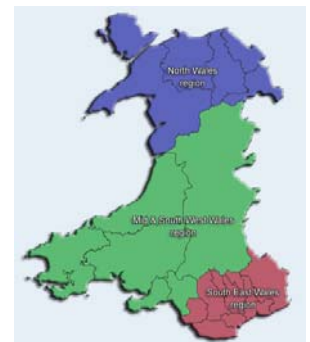 North Wales
region
Mid & South West Wales
region
South East Wales
region